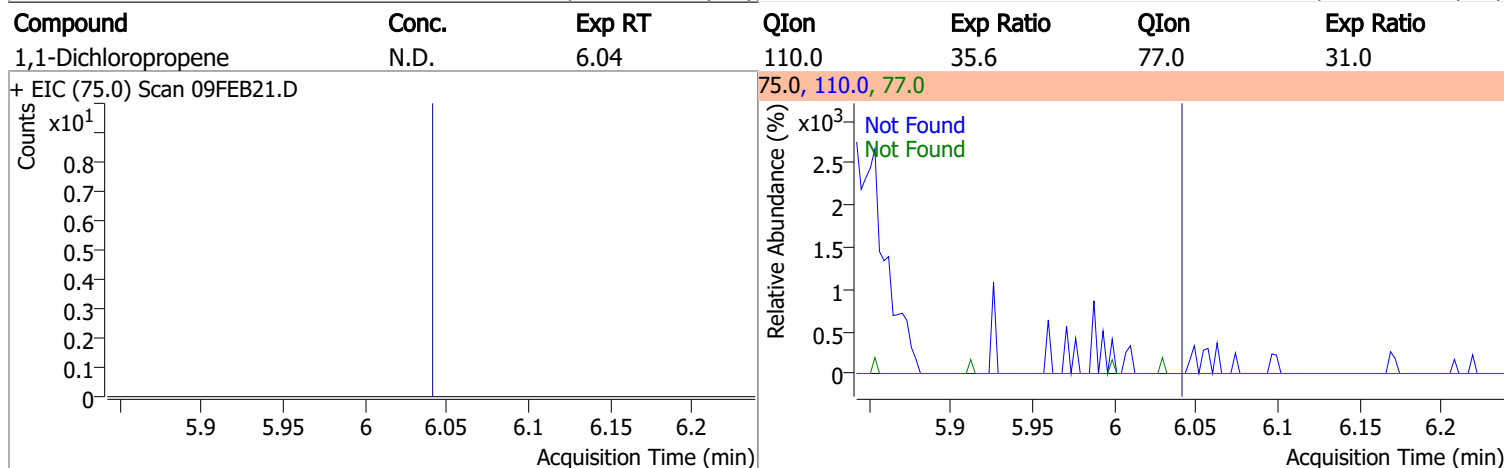 Compound Conc. Exp RT QIon Exp Ratio QIon Exp Ratio
1,1-Dichloropropene N.D. 6.04 110.0 35.6 77.0 31.0
+ EIC (75.0) Scan 09FEB21.D
Counts
x10¹
0.8
0.7
0.6
0.5
0.4
0.3
0.2
0.1
0
5.9 5.95 6 6.05 6.1 6.15 6.2
Acquisition Time (min)
75.0, 110.0, 77.0
Relative Abundance (%)
x10³
Not Found
Not Found
2.5
2
1.5
1
0.5
0
5.9 5.95 6 6.05 6.1 6.15 6.2
Acquisition Time (min)